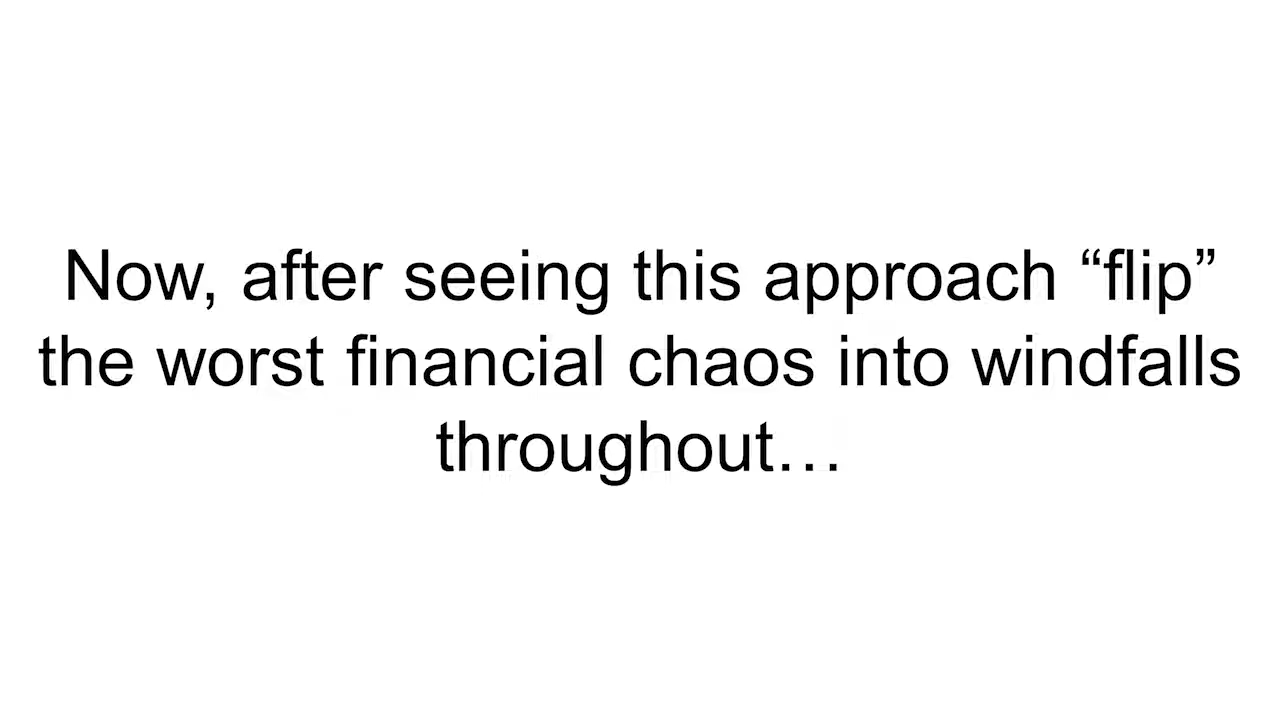 Now, after seeing this approach “flip”
the worst financial chaos into windfalls
throughout…